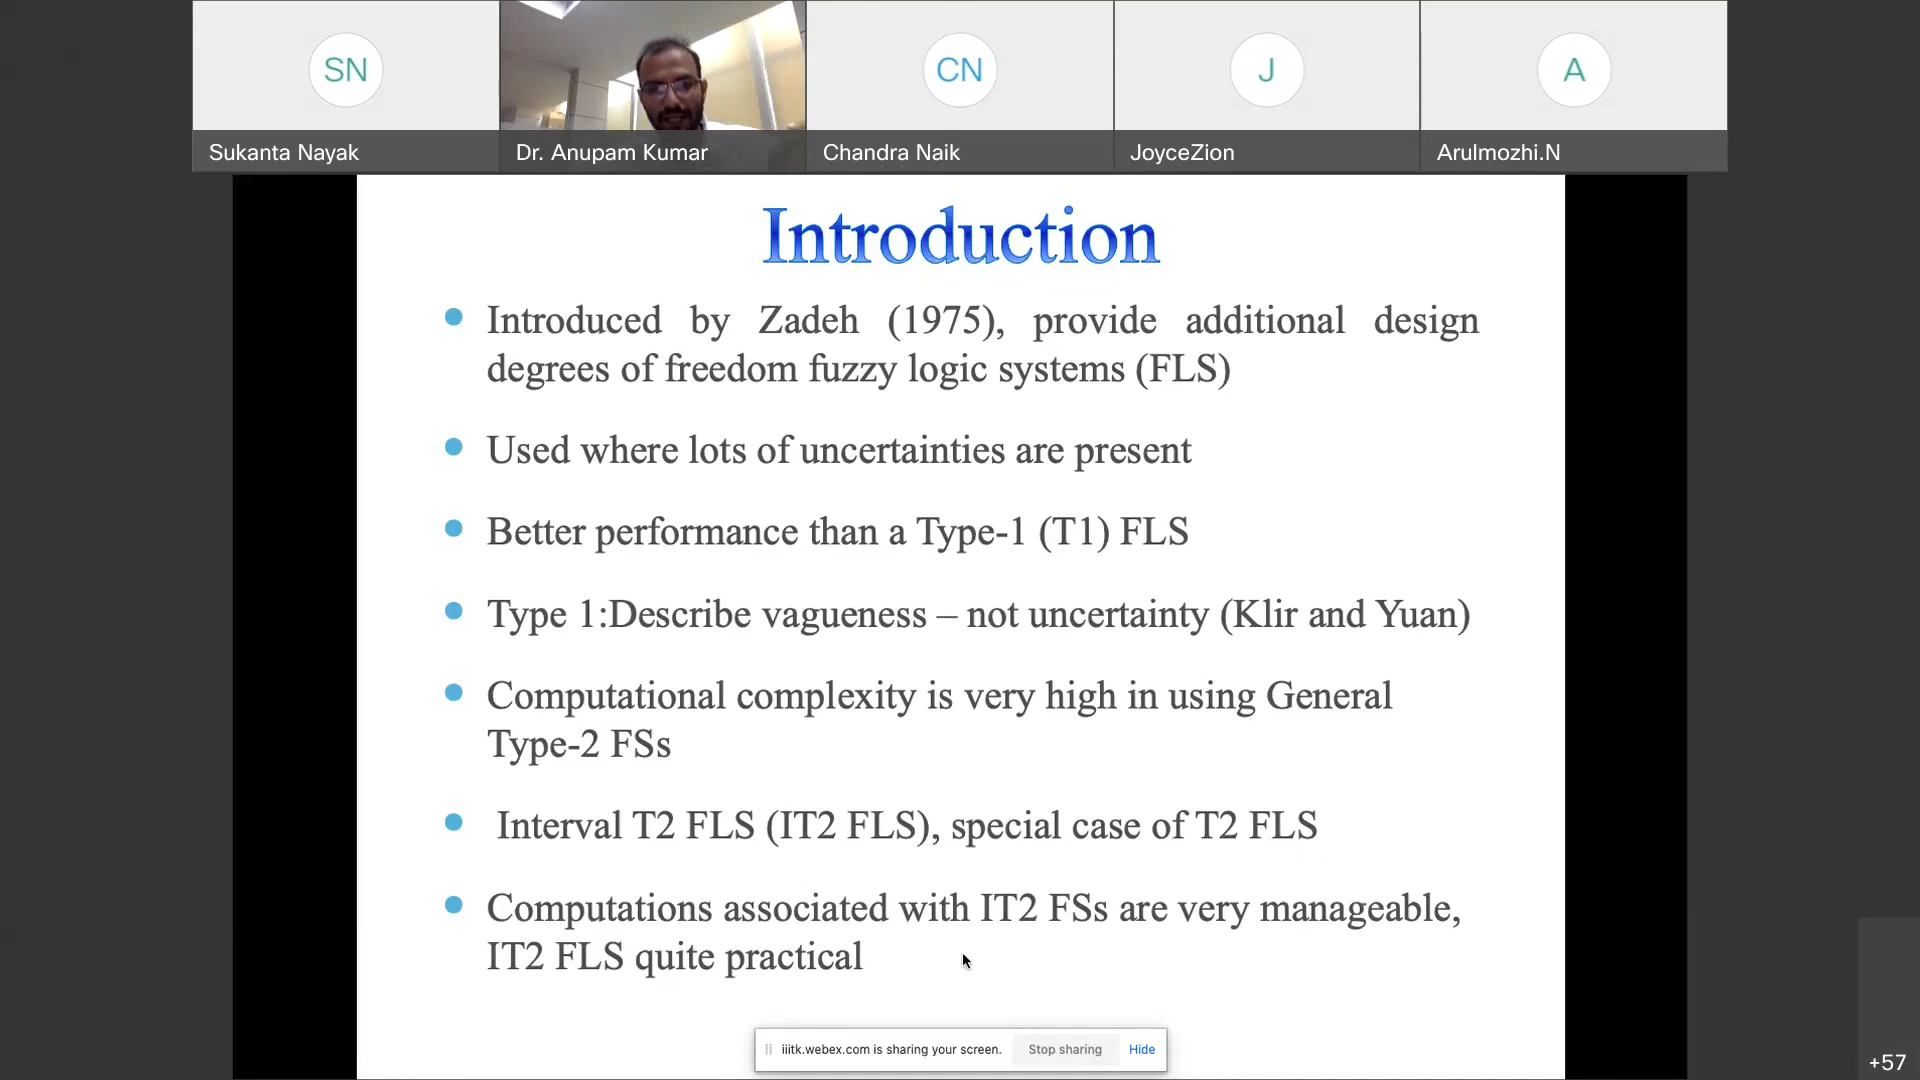 SN
CN
J
A
Sukanta Nayak
Dr. Anupam Kumar
Chandra Naik
JoyceZion
Arulmozhi.N
Introduction
Introduced by Zadeh (1975), provide additional design
degrees of freedom fuzzy logic systems (FLS)
Used where lots of uncertainties are present
Better performance than a Type-1 (T1) FLS
Type 1:Describe vagueness – not uncertainty (Klir and Yuan)
Computational complexity is very high in using General
Type-2 FSs
Interval T2 FLS (IT2 FLS), special case of T2 FLS
Computations associated with IT2 FSs are very manageable,
IT2 FLS quite practical
iiitk.webex.com is sharing your screen. Stop sharing Hide
+57